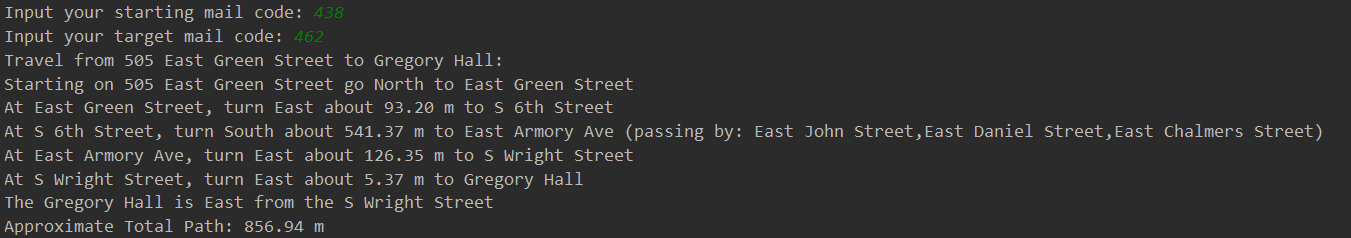 Input your starting mail code: 438
Input your target mail code: 462
Travel from 505 East Green Street to Gregory Hall:
Starting on 505 East Green Street go North to East Green Street
At East Green Street, turn East about 93.20 m to S 6th Street
At S 6th Street, turn South about 541.37 m to East Armory Ave (passing by: East John Street,East Daniel Street,East Chalmers Street)
At East Armory Ave, turn East about 126.35 m to S Wright Street
At S Wright Street, turn East about 5.37 m to Gregory Hall
The Gregory Hall is East from the S Wright Street
Approximate Total Path: 856.94 m